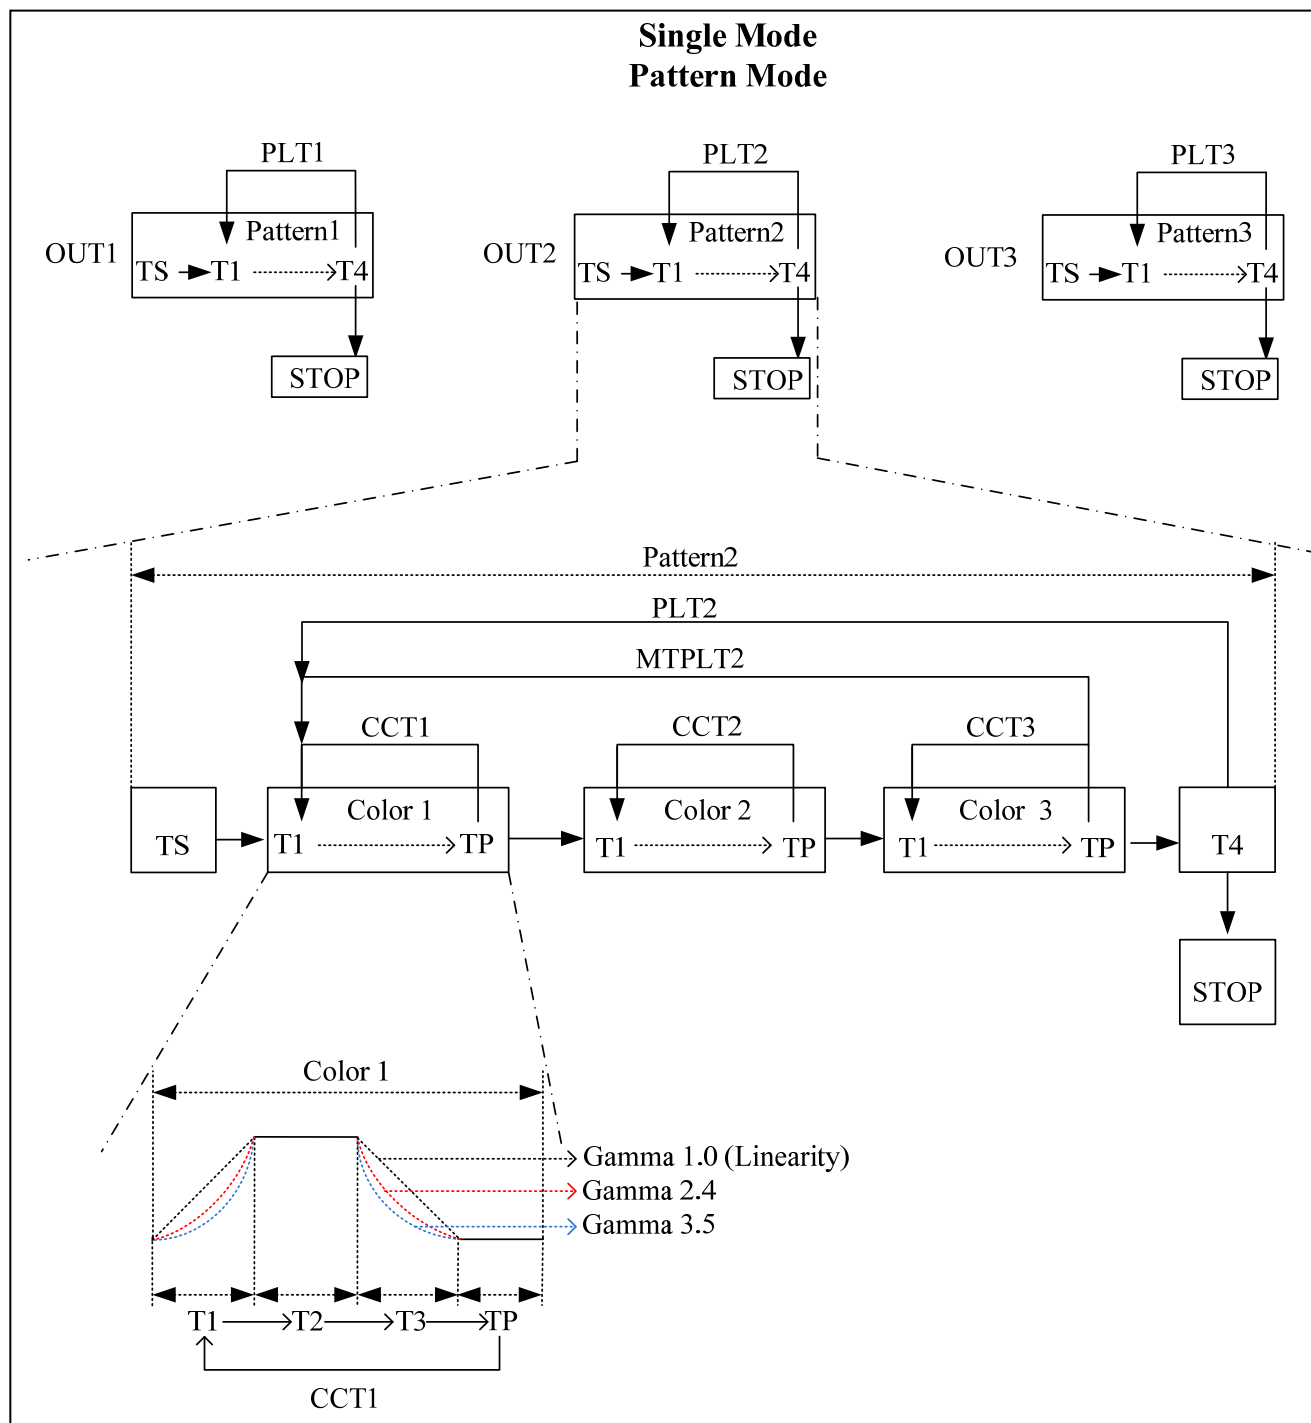 Single Mode
Pattern Mode
PLT1
PLT2
PLT3
OUT1
Pattern1
TS T1 T4
STOP
OUT2
Pattern2
TS T1 T4
STOP
OUT3
Pattern3
TS T1 T4
STOP
Pattern2
PLT2
MTPLT2
CCT1
CCT2
CCT3
TS
Color 1
T1 TP
Color 2
T1 TP
Color 3
T1 TP
T4
STOP
Color 1
Gamma 1.0 (Linearity)
Gamma 2.4
Gamma 3.5
T1 T2 T3 TP
CCT1